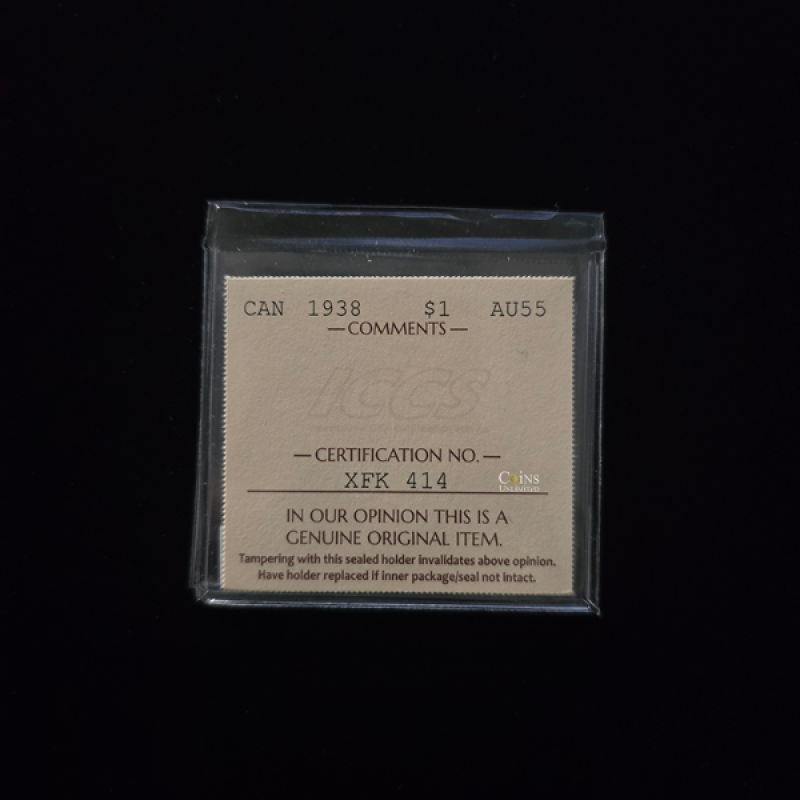 CAN 1938 $1 AU55
—COMMENTS—
ICCS
— CERTIFICATION NO. —
XFK 414
Coins
UNLIMITED
IN OUR OPINION THIS IS A
GENUINE ORIGINAL ITEM.
Tampering with this sealed holder invalidates above opinion.
Have holder replaced if inner package/seal not intact.